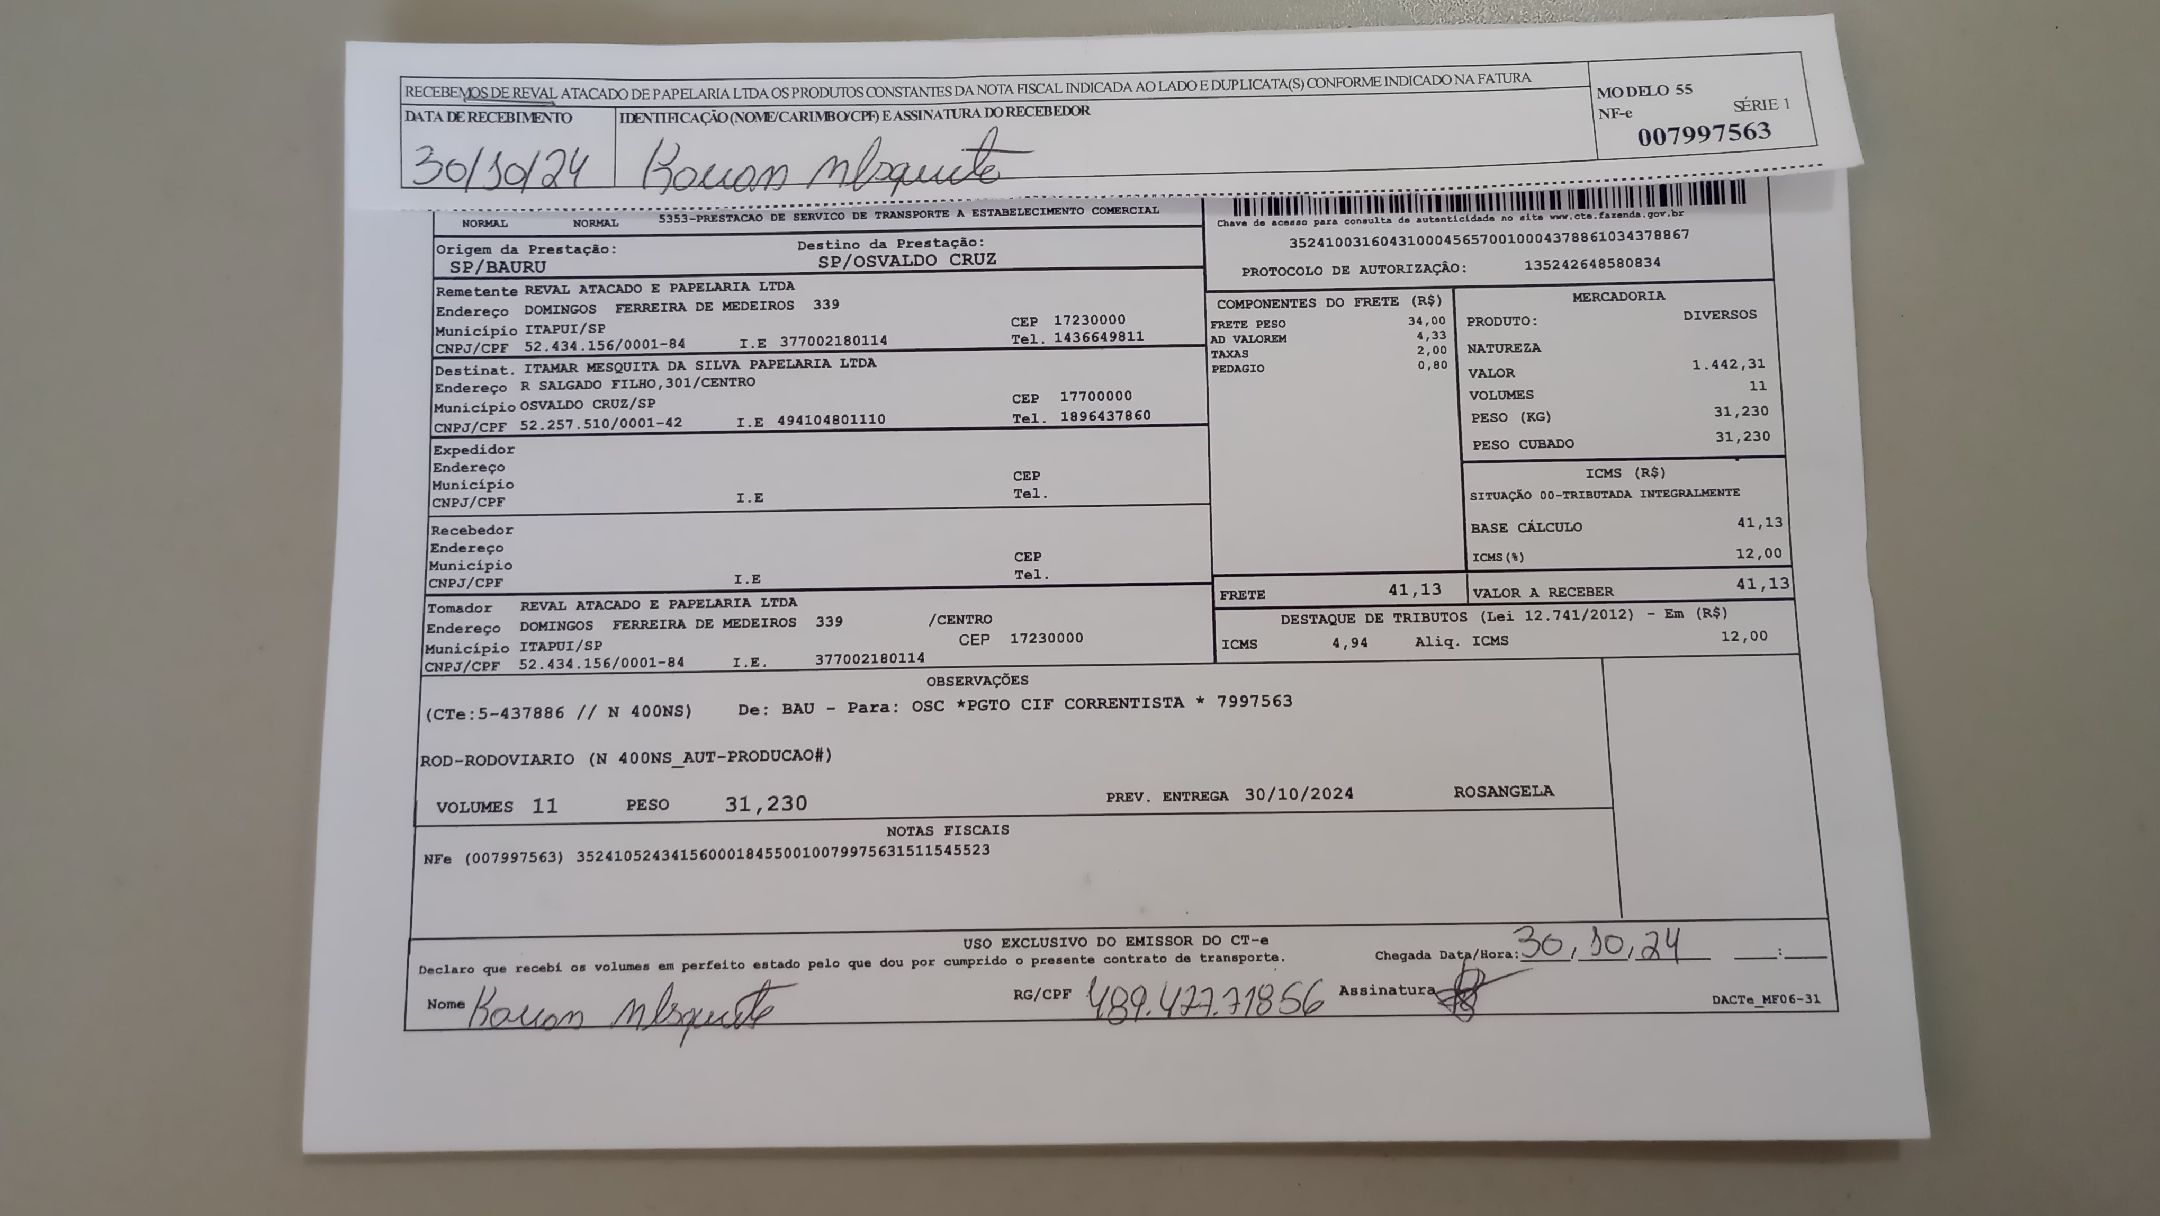 RECEBEMOS DE REVAL ATACADO DE PAPELARIA LTDA OS PRODUTOS CONSTANTES DA NOTA FISCAL INDICADA AO LADO E DUPLICATA(S) CONFORME INDICADO NA FATURA
MODELO 55
NF-e SÉRIE 1
007997563
DATA DE RECEBIMENTO IDENTIFICAÇÃO (NOME/CARIMBO/CPF) E ASSINATURA DO RECEBEDOR
30/10/24 Kauan Mesquita
NORMAL NORMAL 5353-PRESTACAO DE SERVICO DE TRANSPORTE A ESTABELECIMENTO COMERCIAL
Chave de acesso para consulta de autenticidade no site www.cte.fazenda.gov.br
35241003160431000456570010004378861034378867
PROTOCOLO DE AUTORIZAÇÃO: 135242648580834
Origem da Prestação: Destino da Prestação:
SP/BAURU SP/OSVALDO CRUZ
Remetente REVAL ATACADO E PAPELARIA LTDA
Endereço DOMINGOS FERREIRA DE MEDEIROS 339
Município ITAPUI/SP CEP 17230000
CNPJ/CPF 52.434.156/0001-84 I.E 377002180114 Tel. 1436649811
Destinat. ITAMAR MESQUITA DA SILVA PAPELARIA LTDA
Endereço R SALGADO FILHO,301/CENTRO
Município OSVALDO CRUZ/SP CEP 17700000
CNPJ/CPF 52.257.510/0001-42 I.E 494104801110 Tel. 1896437860
Expedidor
Endereço
Município CEP
CNPJ/CPF I.E Tel.
Recebedor
Endereço
Município CEP
CNPJ/CPF I.E Tel.
Tomador REVAL ATACADO E PAPELARIA LTDA
Endereço DOMINGOS FERREIRA DE MEDEIROS 339 /CENTRO
Município ITAPUI/SP CEP 17230000
CNPJ/CPF 52.434.156/0001-84 I.E. 377002180114
COMPONENTES DO FRETE (R$)
FRETE PESO 34,00
AD VALOREM 4,33
TAXAS 2,00
PEDAGIO 0,80
MERCADORIA
PRODUTO: DIVERSOS
NATUREZA
VALOR 1.442,31
VOLUMES 11
PESO (KG) 31,230
PESO CUBADO 31,230
ICMS (R$)
SITUAÇÃO 00-TRIBUTADA INTEGRALMENTE
BASE CÁLCULO 41,13
ICMS(%) 12,00
FRETE 41,13 VALOR A RECEBER 41,13
DESTAQUE DE TRIBUTOS (Lei 12.741/2012) - Em (R$)
ICMS 4,94 Aliq. ICMS 12,00
OBSERVAÇÕES
(CTe:5-437886 // N 400NS) De: BAU - Para: OSC *PGTO CIF CORRENTISTA * 7997563
ROD-RODOVIARIO (N 400NS_AUT-PRODUCAO#)
VOLUMES 11 PESO 31,230 PREV. ENTREGA 30/10/2024 ROSANGELA
NOTAS FISCAIS
NFe (007997563) 35241052434156000184550010079975631511545523
USO EXCLUSIVO DO EMISSOR DO CT-e
Declaro que recebi os volumes em perfeito estado pelo que dou por cumprido o presente contrato de transporte. Chegada Data/Hora: 30,10,24 :
Nome Kauan Mesquita RG/CPF 489.427.71856 Assinatura DACTe_MF06-31